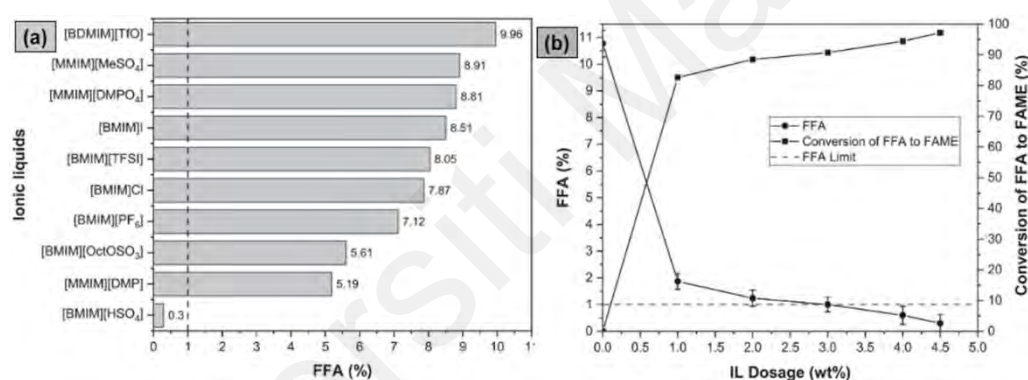 (a)
Ionic liquids
[BDMIM][TfO]
9.96
[MMIM][MeSO4]
8.91
[MMIM][DMPO4]
8.81
[BMIM]I
8.51
[BMIM][TFSI]
8.05
[BMIM]Cl
7.87
[BMIM][PF6]
7.12
[BMIM][OctOSO3]
5.61
[MMIM][DMP]
5.19
[BMIM][HSO4]
0.3
0 1 2 3 4 5 6 7 8 9 10 11
FFA (%)
(b)
FFA (%)
11
10
9
8
7
6
5
4
3
2
1
0
FFA
Conversion of FFA to FAME
FFA Limit
100
90
80
70
60
50
40
30
20
10
0
Conversion of FFA to FAME (%)
0.0 0.5 1.0 1.5 2.0 2.5 3.0 3.5 4.0 4.5
IL Dosage (wt%)
ersiti Ma